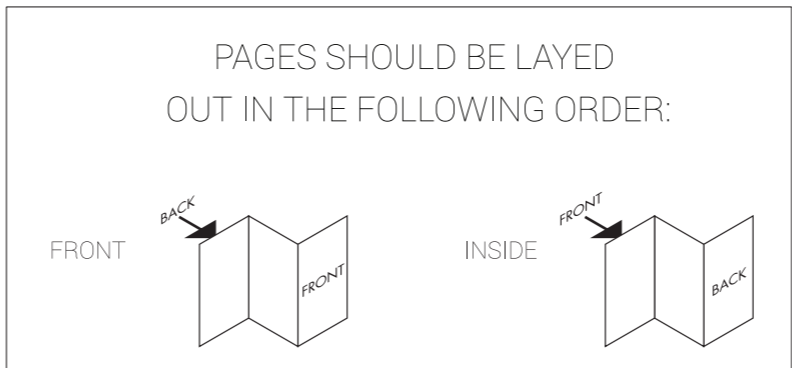 PAGES SHOULD BE LAYED
OUT IN THE FOLLOWING ORDER:
FRONT
BACK
FRONT
INSIDE
FRONT
BACK